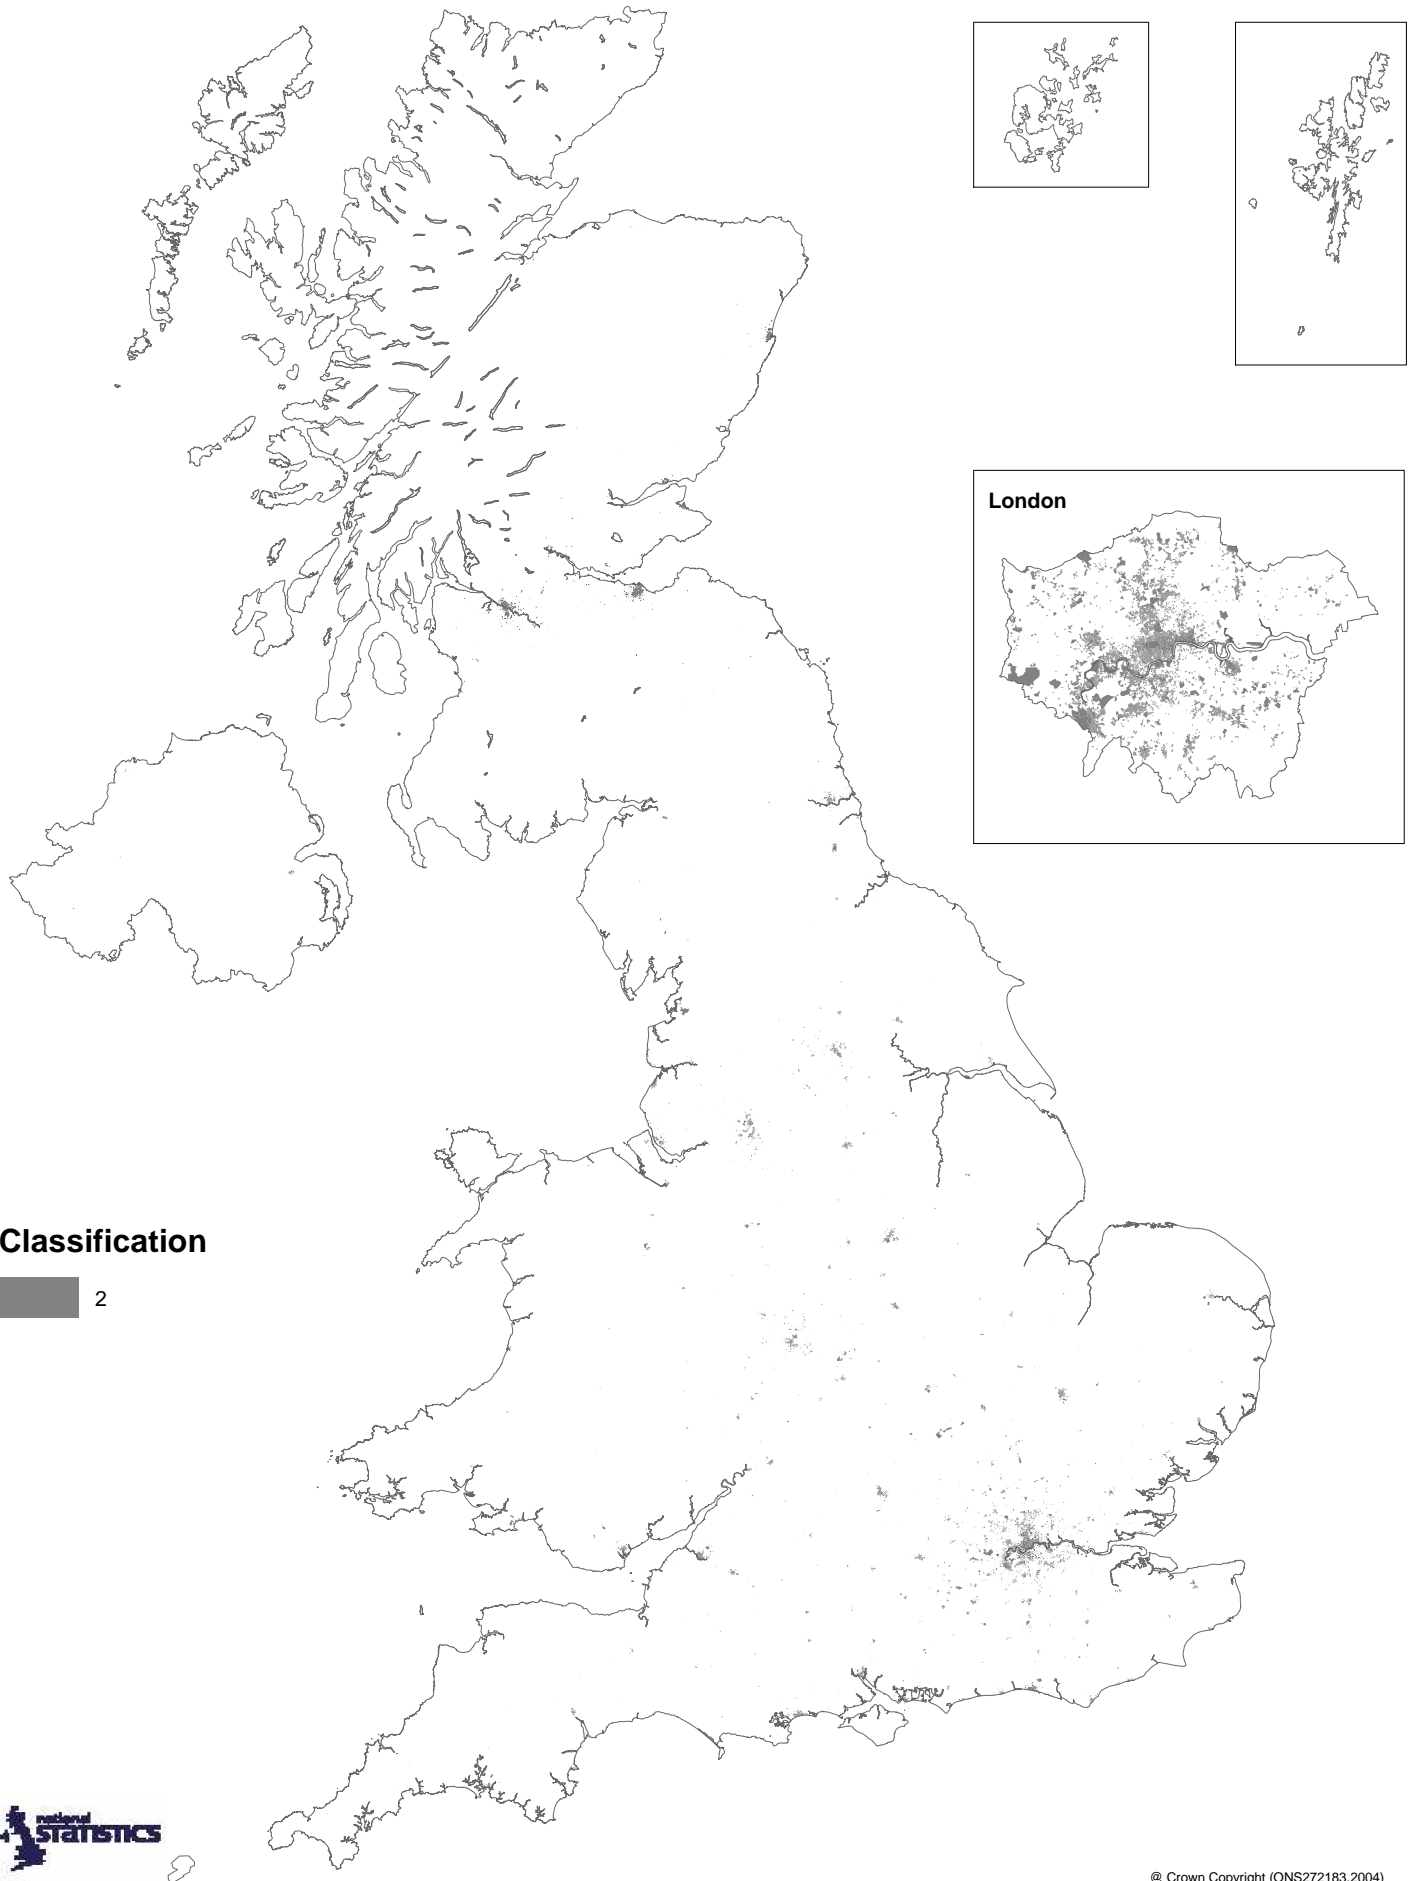 London
Classification
2
national
STATISTICS
@ Crown Copyright (ONS272183.2004)